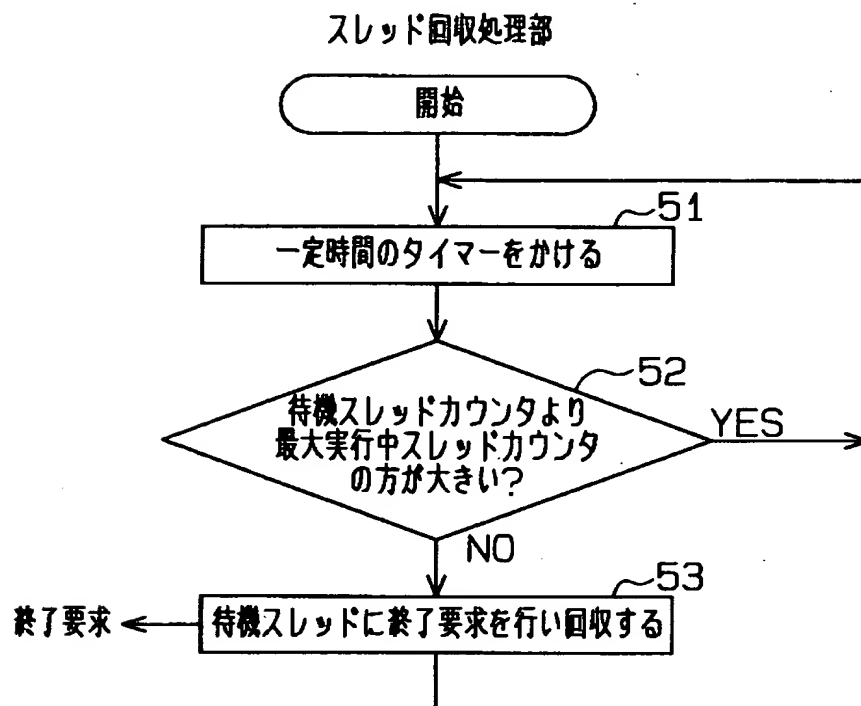 スレッド回収処理部
開始
51
一定時間のタイマーをかける
52
待機スレッドカウンタより
最大実行中スレッドカウンタ
の方が大きい?
YES
NO
53
終了要求
待機スレッドに終了要求を行い回収する